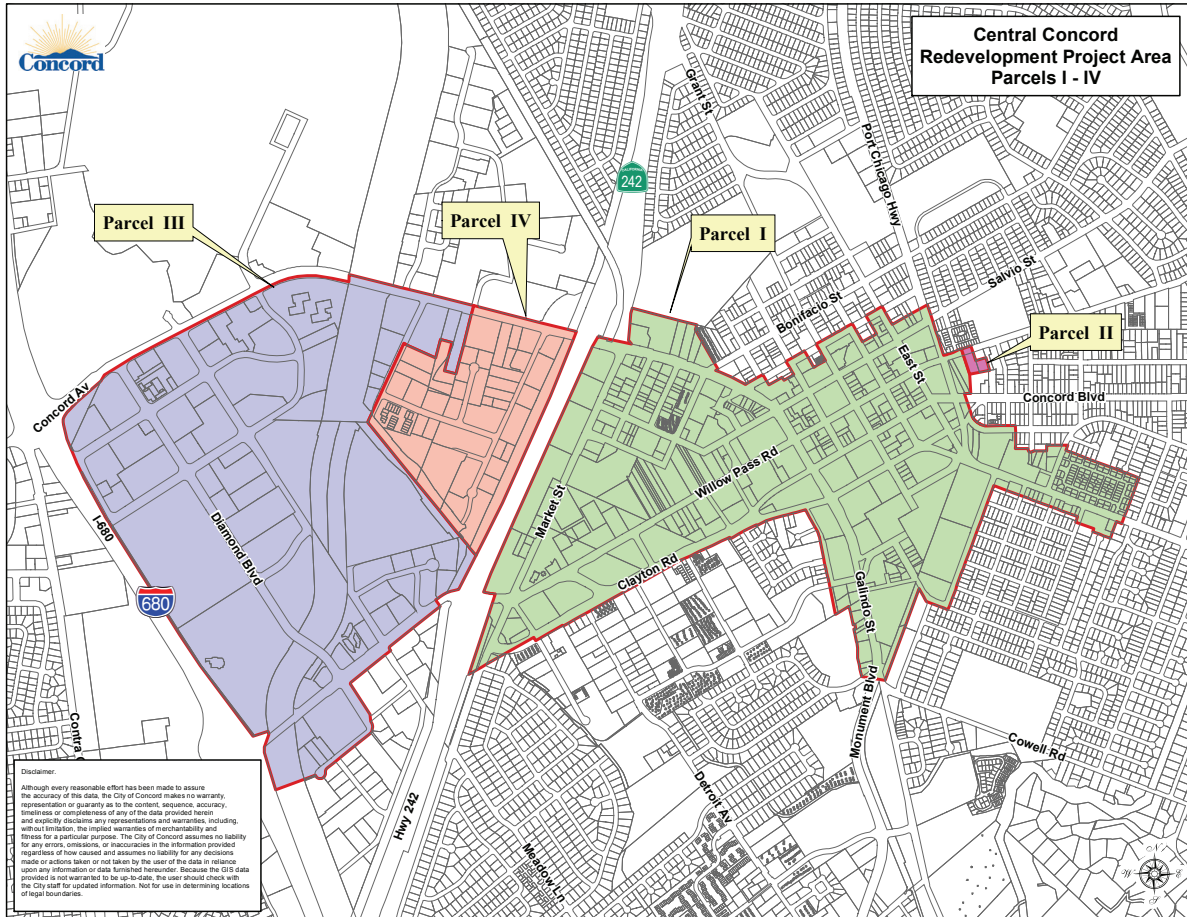 Concord
Central Concord
Redevelopment Project Area
Parcels I - IV
Grant St
Port Chicago Hwy
CALIFORNIA
242
Parcel III
Parcel IV
Parcel I
Salvio St
Bonifacio St
Parcel II
East St
Concord Av
Concord Blvd
Willow Pass Rd
Market St
I-680
Diamond Blvd
Clayton Rd
680
Galindo St
Monument Blvd
Contra C
Cowell Rd
Detroit Av
Hwy 242
Meadow Ln
Disclaimer.
Although every reasonable effort has been made to assure
the accuracy of this data, the City of Concord makes no warranty,
representation or guaranty as to the content, sequence, accuracy,
timeliness or completeness of any of the data provided herein
and explicitly disclaims any representations and warranties, including,
without limitation, the implied warranties of merchantability and
fitness for a particular purpose. The City of Concord assumes no liability
for any errors, omissions, or inaccuracies in the information provided
regardless of how caused and assumes no liability for any decisions
made or actions taken or not taken by the user of the data in reliance
upon any information or data furnished hereunder. Because the GIS data
provided is not warranted to be up-to-date, the user should check with
the City staff for updated information. Not for use in determining locations
of legal boundaries.
N
W
E
S